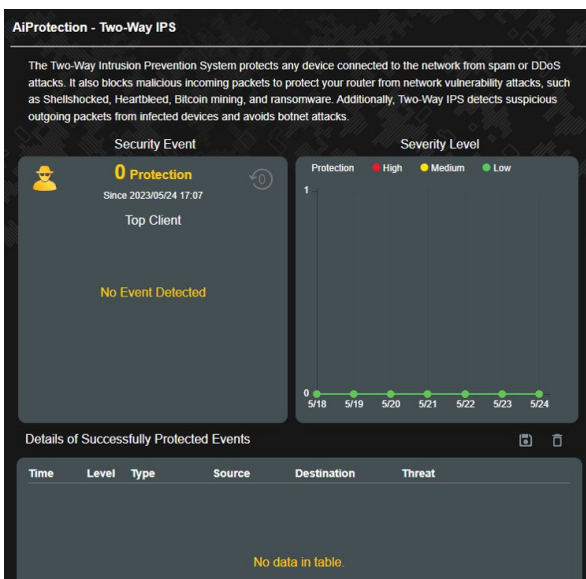 AiProtection - Two-Way IPS
The Two-Way Intrusion Prevention System protects any device connected to the network from spam or DDoS
attacks. It also blocks malicious incoming packets to protect your router from network vulnerability attacks, such
as Shellshocked, Heartbleed, Bitcoin mining, and ransomware. Additionally, Two-Way IPS detects suspicious
outgoing packets from infected devices and avoids botnet attacks.
Security Event
0 Protection
0
Since 2023/05/24 17:07
Top Client
No Event Detected
Severity Level
Protection High Medium Low
1
0
5/18 5/19 5/20 5/21 5/22 5/23 5/24
Details of Successfully Protected Events
Time Level Type Source Destination Threat
No data in table.